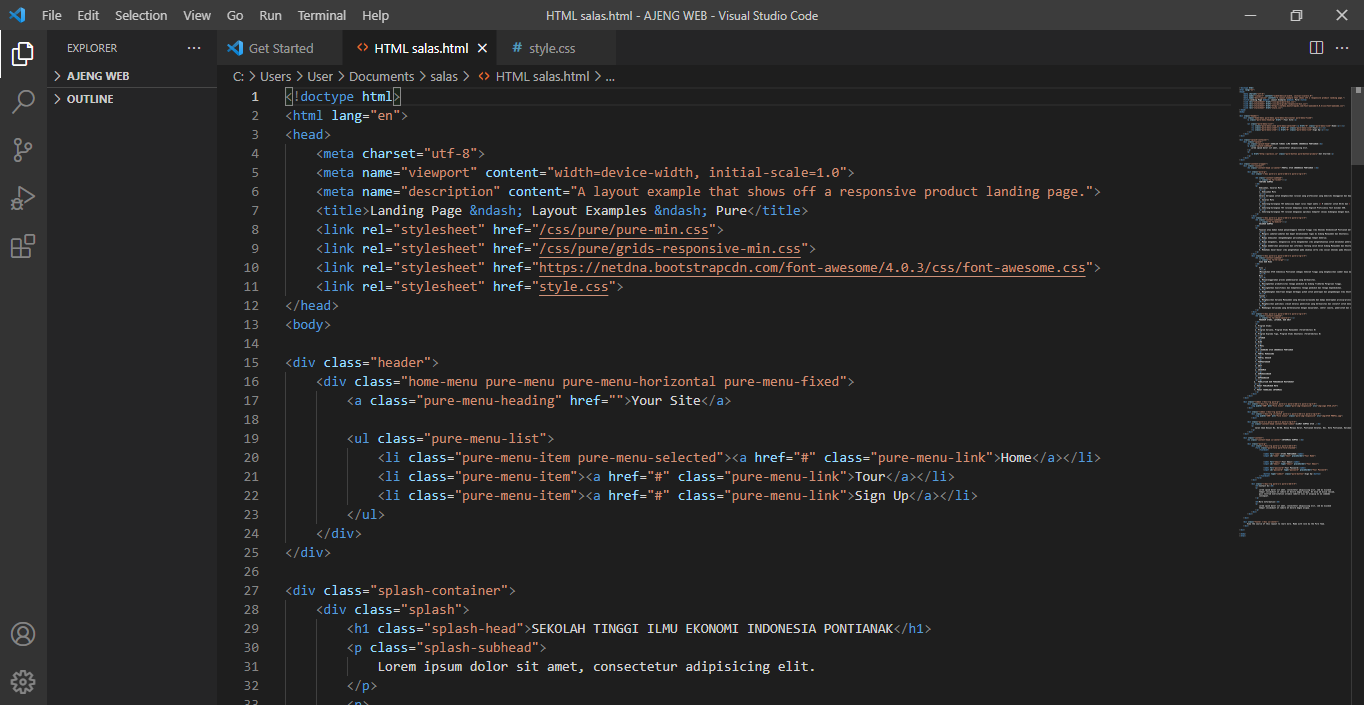 File Edit Selection View Go Run Terminal Help
HTML salas.html - AJENG WEB - Visual Studio Code
EXPLORER ...
AJENG WEB
OUTLINE
Get Started
HTML salas.html
# style.css
C: > Users > User > Documents > salas > HTML salas.html > ...
1 <!doctype html>
2 <html lang="en">
3 <head>
4 <meta charset="utf-8">
5 <meta name="viewport" content="width=device-width, initial-scale=1.0">
6 <meta name="description" content="A layout example that shows off a responsive product landing page.">
7 <title>Landing Page &ndash; Layout Examples &ndash; Pure</title>
8 <link rel="stylesheet" href="/css/pure/pure-min.css">
9 <link rel="stylesheet" href="/css/pure/grids-responsive-min.css">
10 <link rel="stylesheet" href="https://netdna.bootstrapcdn.com/font-awesome/4.0.3/css/font-awesome.css">
11 <link rel="stylesheet" href="style.css">
12 </head>
13 <body>
14
15 <div class="header">
16 <div class="home-menu pure-menu pure-menu-horizontal pure-menu-fixed">
17 <a class="pure-menu-heading" href="">Your Site</a>
18
19 <ul class="pure-menu-list">
20 <li class="pure-menu-item pure-menu-selected"><a href="#" class="pure-menu-link">Home</a></li>
21 <li class="pure-menu-item"><a href="#" class="pure-menu-link">Tour</a></li>
22 <li class="pure-menu-item"><a href="#" class="pure-menu-link">Sign Up</a></li>
23 </ul>
24 </div>
25 </div>
26
27 <div class="splash-container">
28 <div class="splash">
29 <h1 class="splash-head">SEKOLAH TINGGI ILMU EKONOMI INDONESIA PONTIANAK</h1>
30 <p class="splash-subhead">
31 Lorem ipsum dolor sit amet, consectetur adipisicing elit.
32 </p>
33 <p>